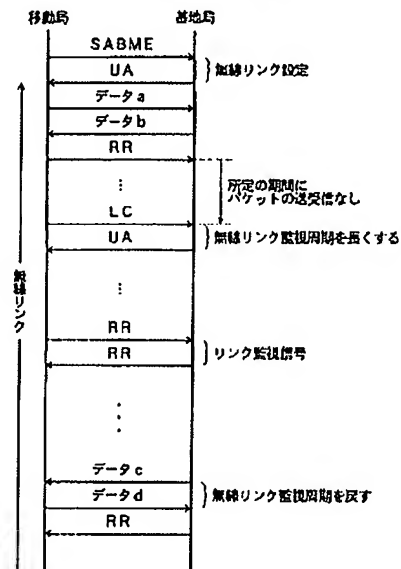 移動局 基地局
SABME
UA
無線リンク設定
データa
データb
RR
所定の期間に
パケットの送受信なし
LC
UA
無線リンク監視周期を長くする
無線リンク
RR
RR
リンク監視信号
データc
データd
無線リンク監視周期を戻す
RR